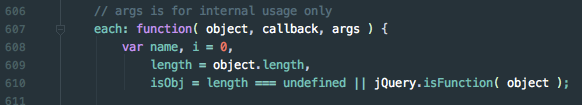 606 // args is for internal usage only
607 each: function( object, callback, args ) {
608 var name, i = 0,
609 length = object.length,
610 isObj = length === undefined || jQuery.isFunction( object );
611